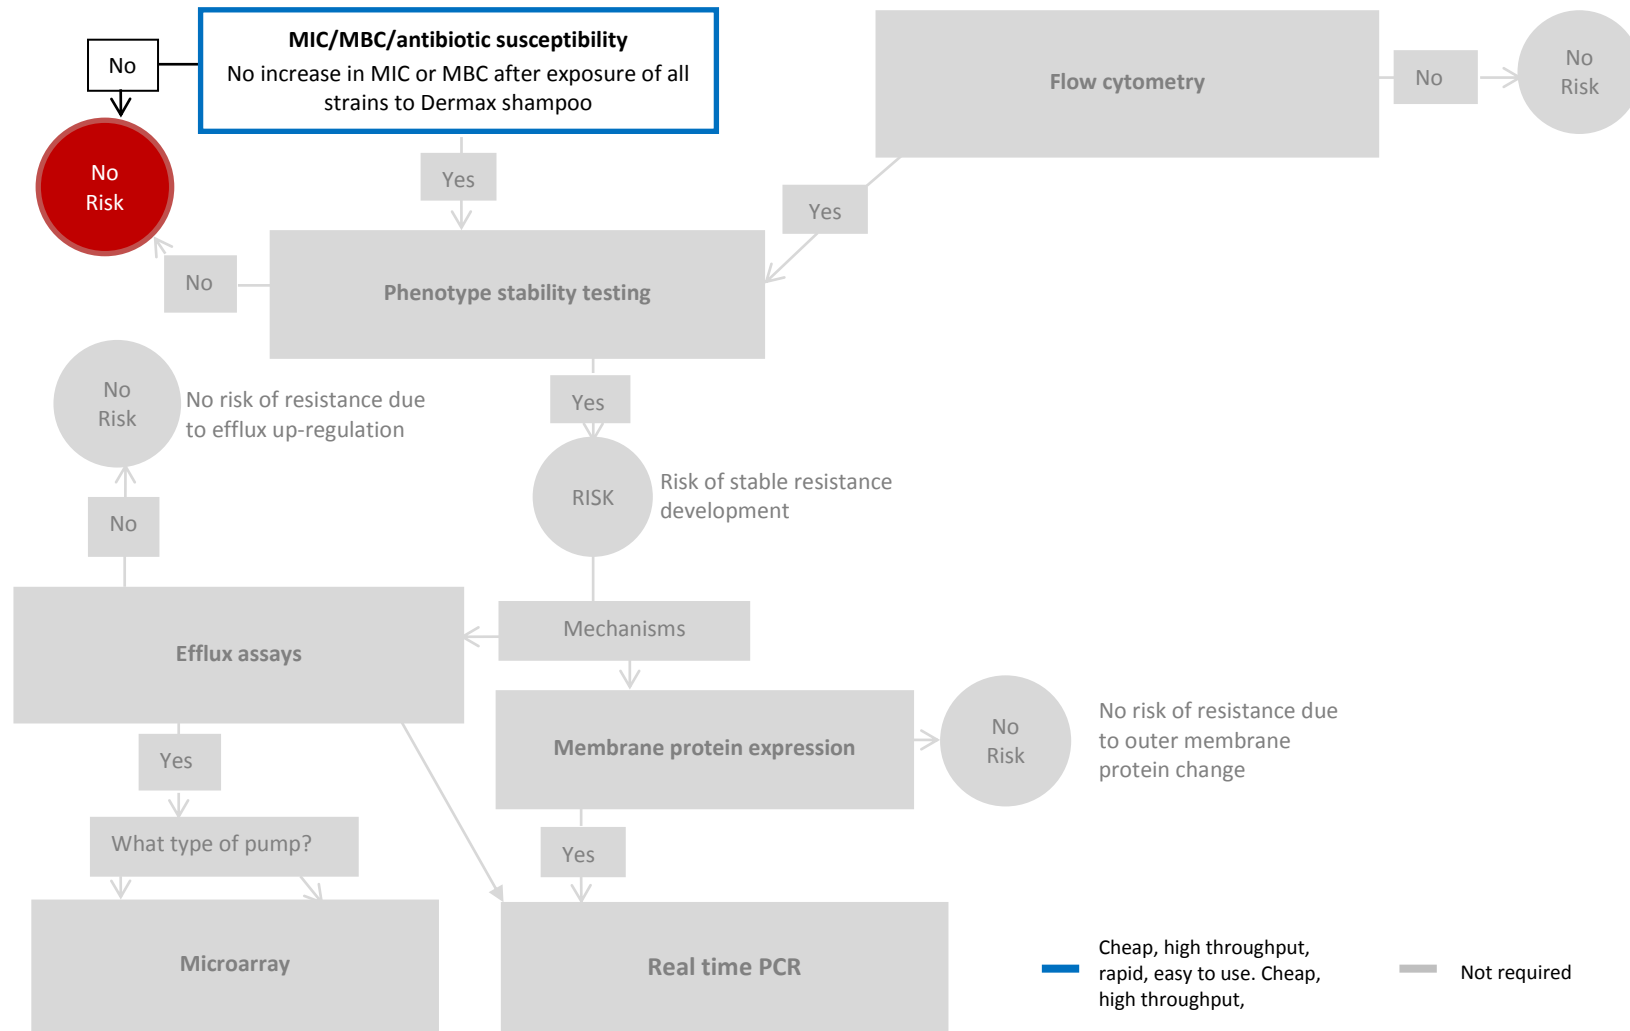 MIC/MBC/antibiotic susceptibility
No increase in MIC or MBC after exposure of all
strains to Dermax shampoo
No
No
Risk
Flow cytometry
No
No
Risk
Yes
Yes
Phenotype stability testing
No
No
Risk
No risk of resistance due
to efflux up-regulation
Yes
RISK
Risk of stable resistance
development
No
Mechanisms
Efflux assays
Membrane protein expression
No
Risk
No risk of resistance due
to outer membrane
protein change
Yes
What type of pump?
Yes
Microarray
Real time PCR
Cheap, high throughput,
rapid, easy to use. Cheap,
high throughput,
Not required